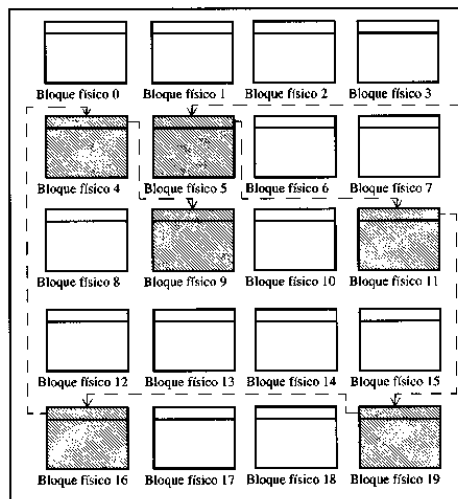 Bloque físico 0
Bloque físico 1
Bloque físico 2
Bloque físico 3
Bloque físico 4
Bloque físico 5
Bloque físico 6
Bloque físico 7
Bloque físico 8
Bloque físico 9
Bloque físico 10
Bloque físico 11
Bloque físico 12
Bloque físico 13
Bloque físico 14
Bloque físico 15
Bloque físico 16
Bloque físico 17
Bloque físico 18
Bloque físico 19